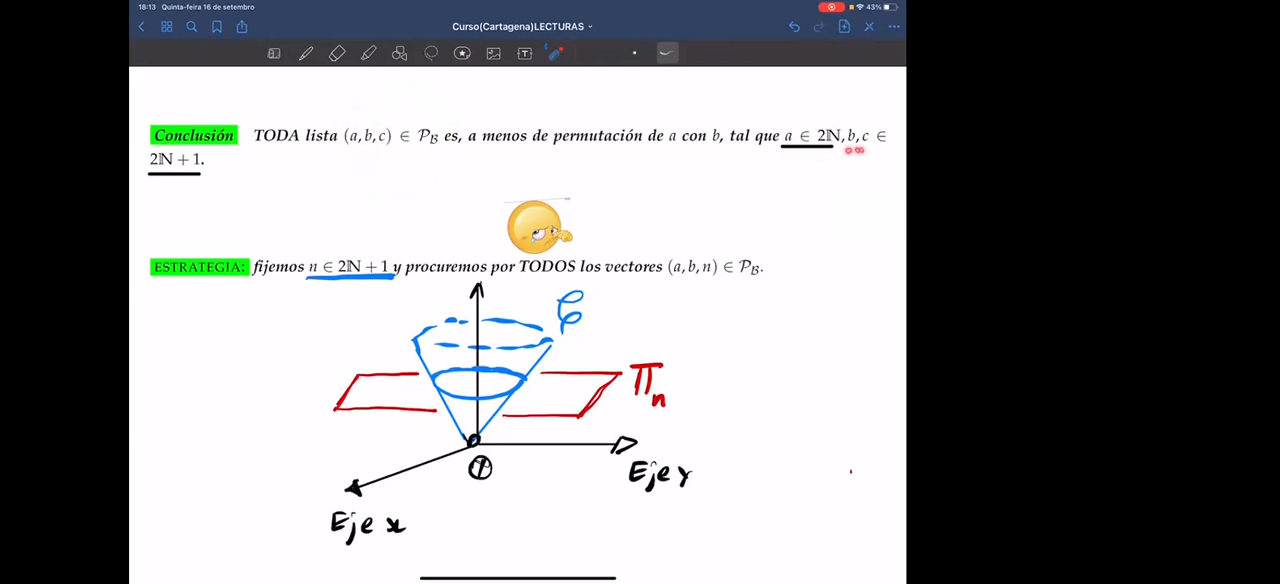 18:13 Quinta-feira 16 de setembro
43%
Curso(Cartagena)LECTURAS
Conclusión TODA lista (a, b, c) ∈ 𝒫_ℬ es, a menos de permutación de a con b, tal que a ∈ 2ℕ, b, c ∈
2ℕ + 1.
ESTRATEGIA: fijemos n ∈ 2ℕ + 1 y procuremos por TODOS los vectores (a, b, n) ∈ 𝒫_ℬ.
𝒞
Π_n
Eje y
Eje x